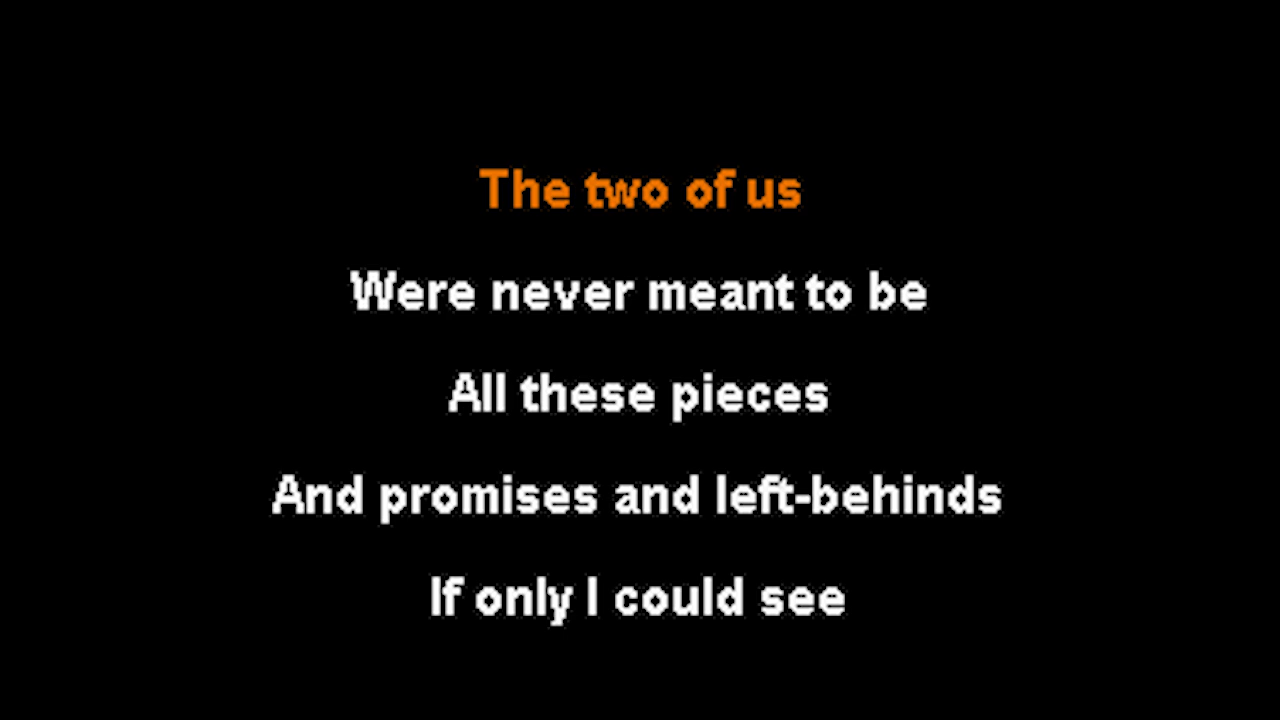 The two of us
Were never meant to be
All these pieces
And promises and left-behinds
If only I could see